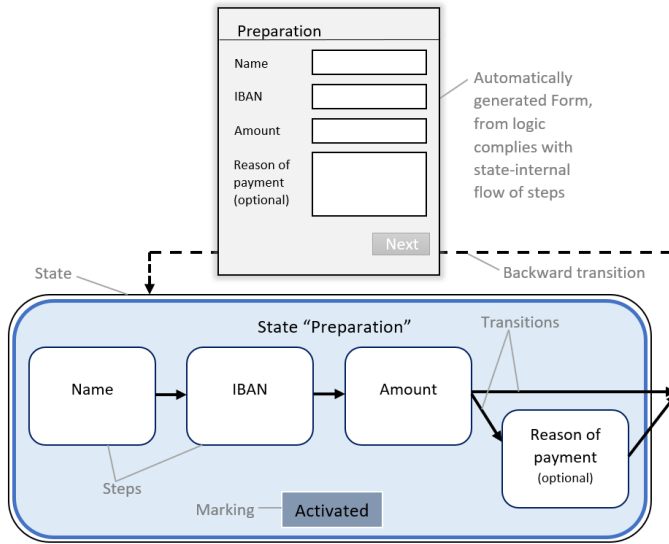 Preparation
Name
IBAN
Amount
Reason of
payment
(optional)
Next
Automatically
generated Form,
from logic
complies with
state-internal
flow of steps
State
Backward transition
State “Preparation”
Transitions
Name
IBAN
Amount
Reason of
payment
(optional)
Steps
Marking
Activated